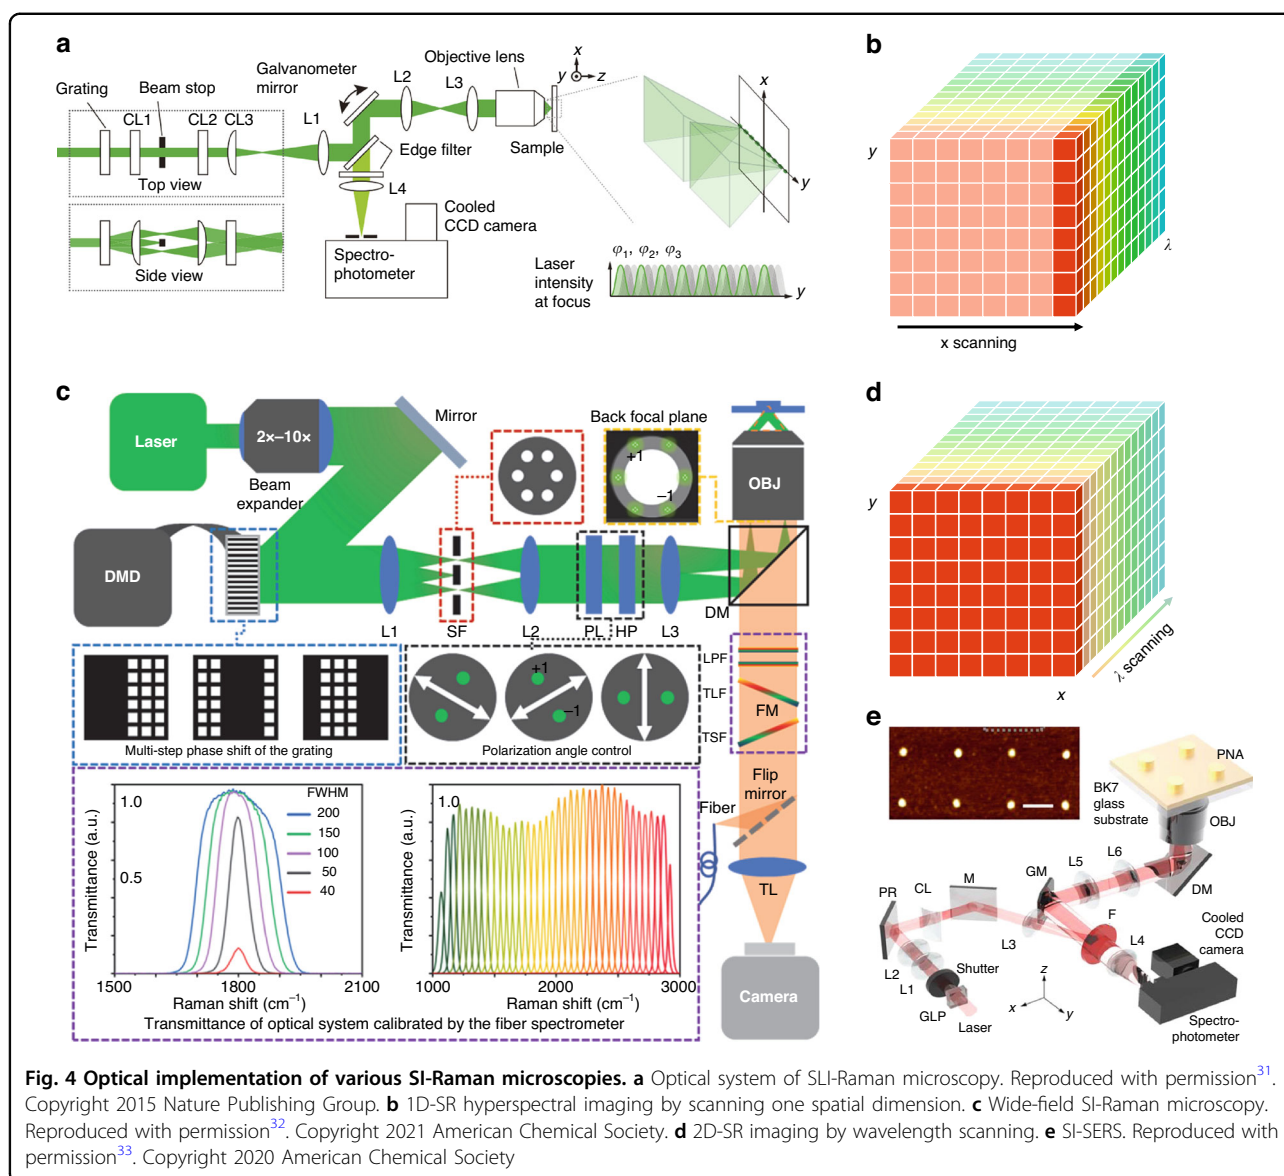 a
Grating
Beam stop
Galvanometer
mirror
L2
Objective lens
L3
x
y
z
CL1
CL2
CL3
L1
Top view
Edge filter
Sample
L4
Cooled
CCD camera
Side view
Spectro-
photometer
x
y
φ1, φ2, φ3
Laser
intensity
at focus
y
b
y
λ
x scanning
c
Laser
2×–10×
Beam
expander
Mirror
Back focal plane
+1
–1
OBJ
DMD
L1
SF
L2
PL
HP
L3
DM
Multi-step phase shift of the grating
+1
–1
Polarization angle control
LPF
TLF
FM
TSF
Flip
mirror
Fiber
TL
Camera
Transmittance (a.u.)
1.0
0.5
FWHM
200
150
100
50
40
1500
1800
2100
Raman shift (cm−1)
Transmittance (a.u.)
1.0
1000
2000
3000
Raman shift (cm−1)
Transmittance of optical system calibrated by the fiber spectrometer
d
y
x
λ scanning
e
PNA
BK7
glass
substrate
OBJ
L6
L5
GM
DM
M
CL
PR
F
L3
L4
Cooled
CCD
camera
L2
L1
Shutter
GLP
Laser
z
x
y
Spectro-
photometer
Fig. 4 Optical implementation of various SI-Raman microscopies. a Optical system of SLI-Raman microscopy. Reproduced with permission31.
Copyright 2015 Nature Publishing Group. b 1D-SR hyperspectral imaging by scanning one spatial dimension. c Wide-field SI-Raman microscopy.
Reproduced with permission32. Copyright 2021 American Chemical Society. d 2D-SR imaging by wavelength scanning. e SI-SERS. Reproduced with
permission33. Copyright 2020 American Chemical Society